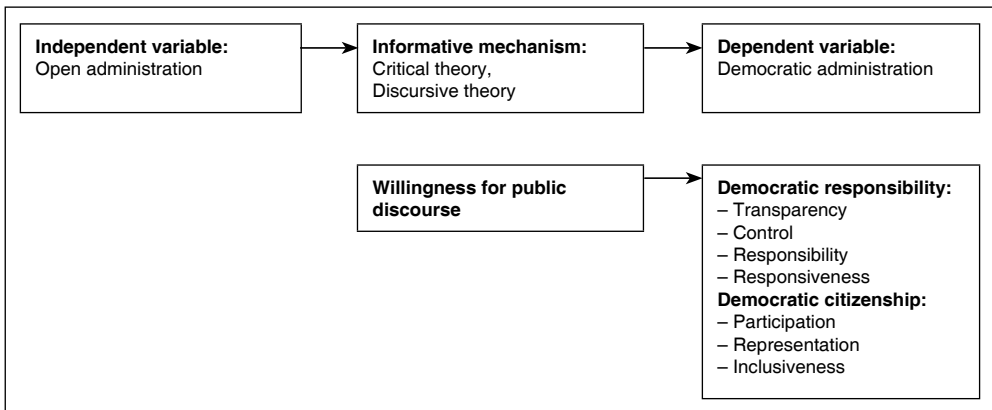 Independent variable:
Open administration
Informative mechanism:
Critical theory,
Discursive theory
Dependent variable:
Democratic administration
Willingness for public
discourse
Democratic responsibility:
– Transparency
– Control
– Responsibility
– Responsiveness
Democratic citizenship:
– Participation
– Representation
– Inclusiveness